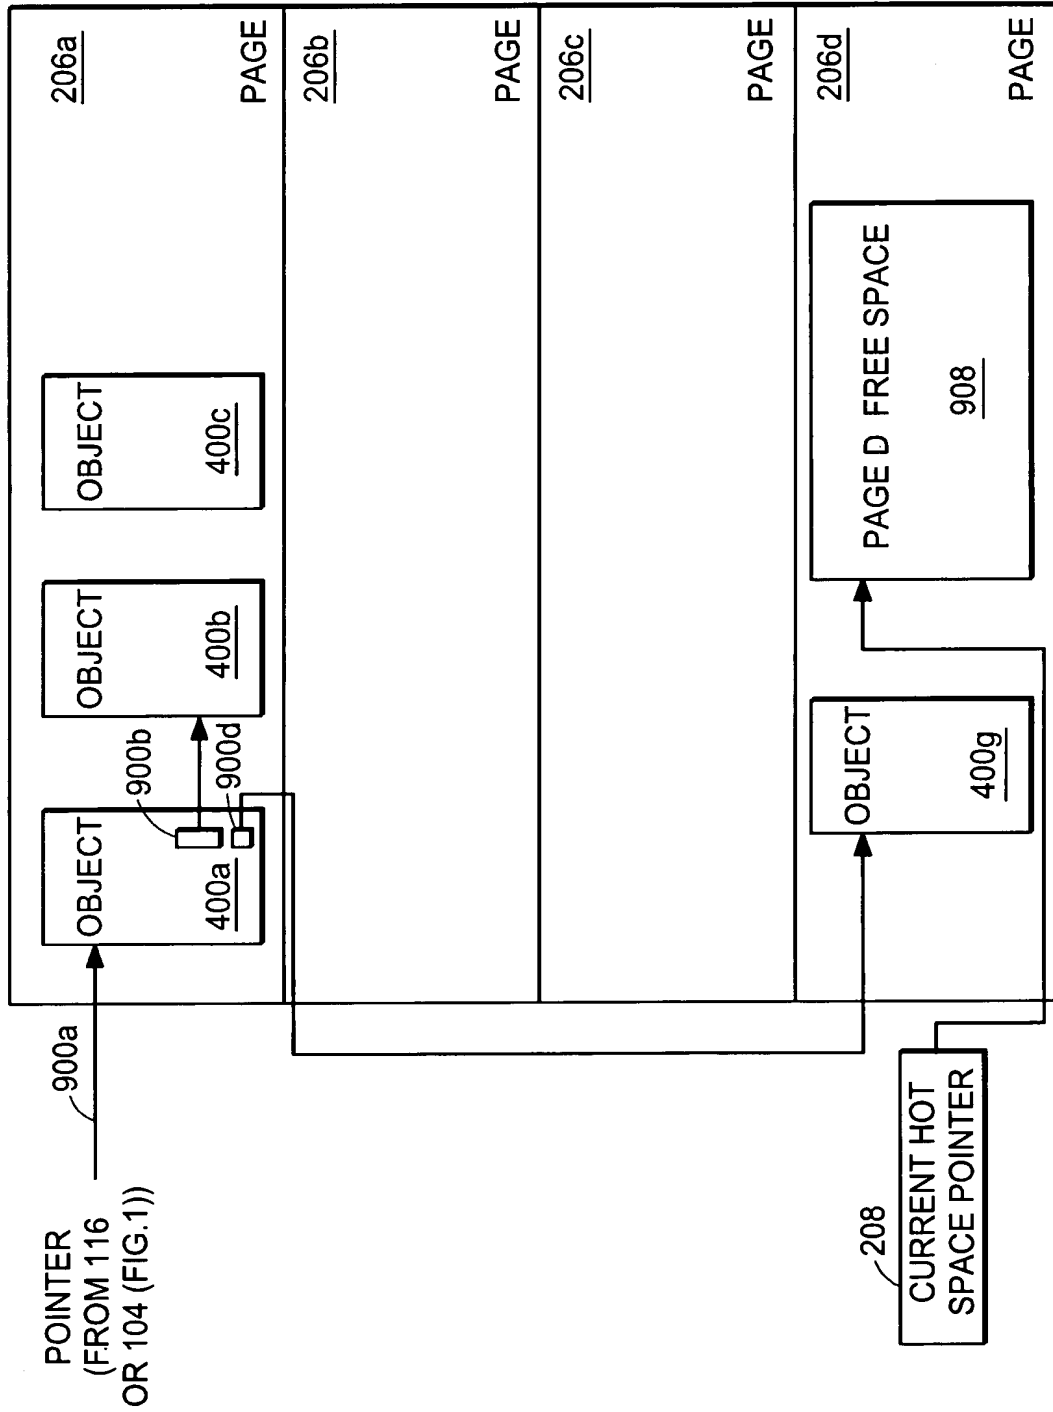 POINTER
(FROM 116
OR 104 (FIG.1))
900a
OBJECT
400a
900b
900d
OBJECT
400b
OBJECT
400c
206a
PAGE
206b
PAGE
206c
PAGE
208
CURRENT HOT
SPACE POINTER
OBJECT
400g
PAGE D FREE SPACE
908
206d
PAGE